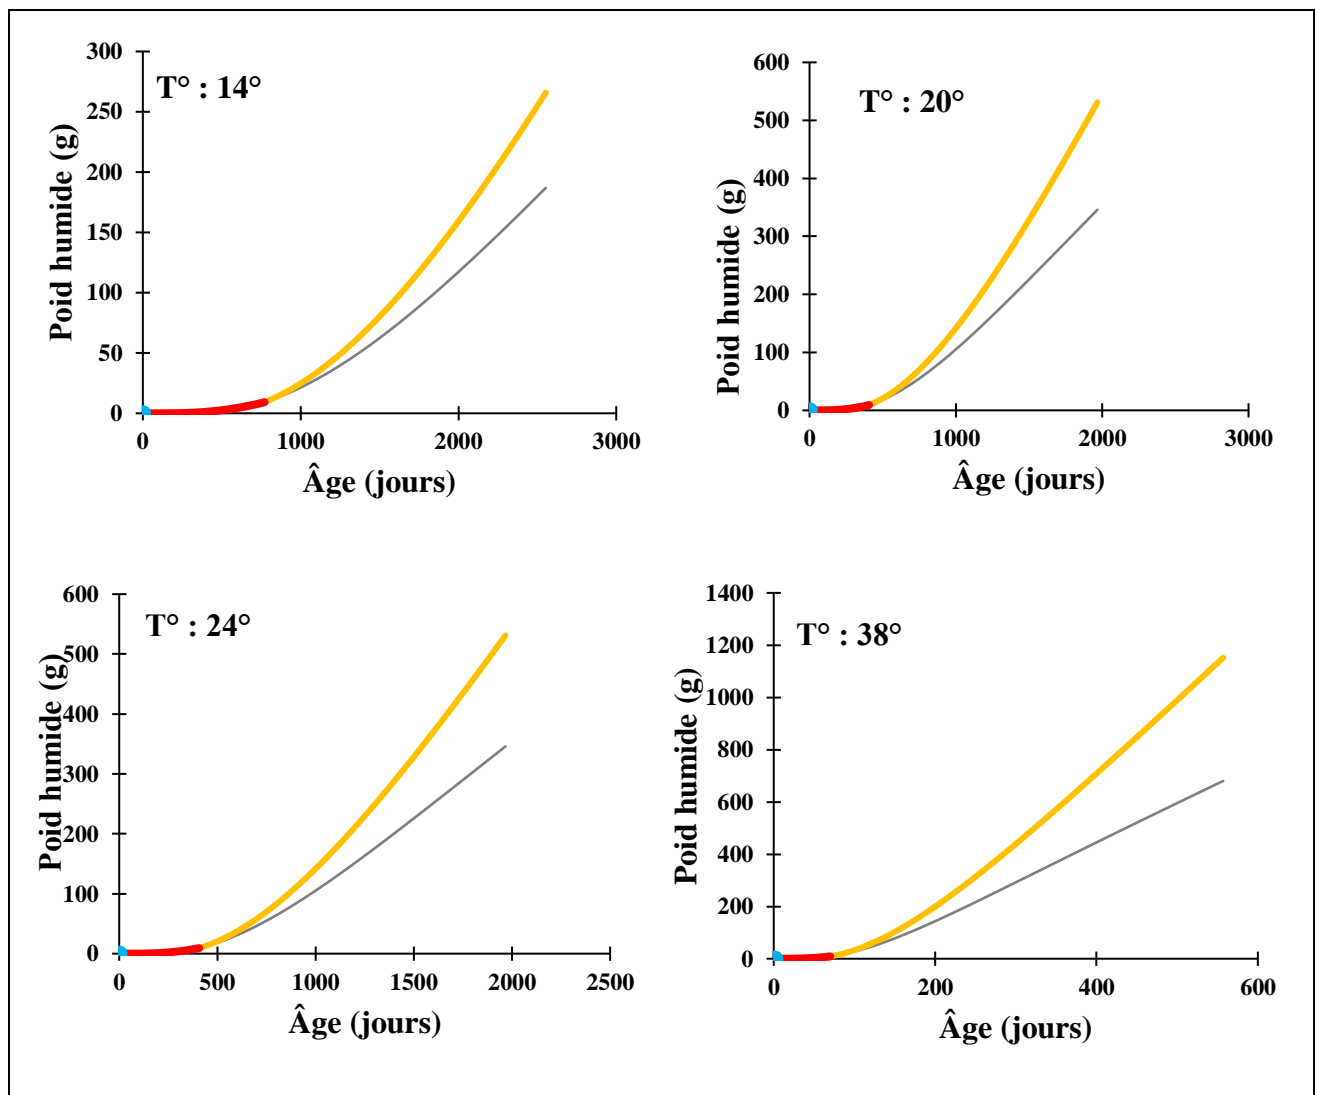 T° : 14°
Poid humide (g)
300
250
200
150
100
50
0
0 1000 2000 3000
Âge (jours)
T° : 20°
Poid humide (g)
600
500
400
300
200
100
0
0 1000 2000 3000
Âge (jours)
T° : 24°
Poid humide (g)
600
500
400
300
200
100
0
0 500 1000 1500 2000 2500
Âge (jours)
T° : 38°
Poid humide (g)
1400
1200
1000
800
600
400
200
0
0 200 400 600
Âge (jours)